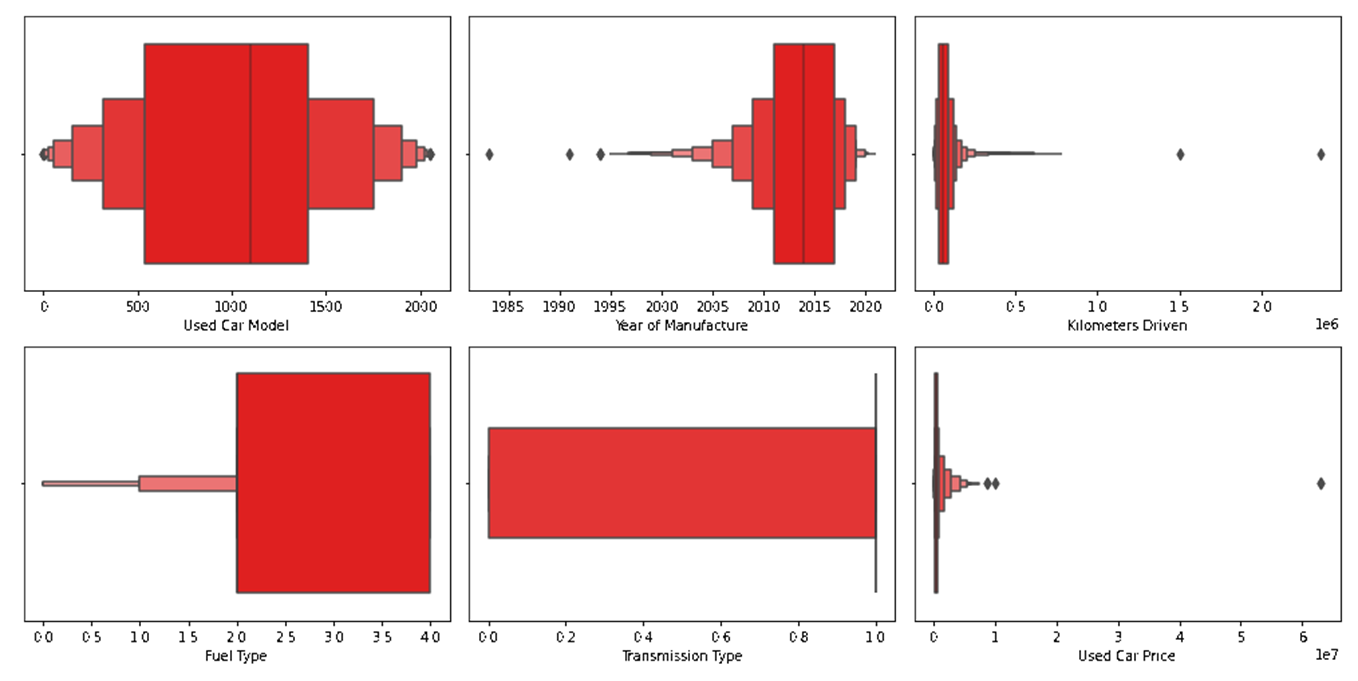 0 500 1000 1500 2000
Used Car Model
1985 1990 1995 2000 2005 2010 2015 2020
Year of Manufacture
0.0 0.5 1.0 1.5 2.0
1e6
Kilometers Driven
0.0 0.5 1.0 1.5 2.0 2.5 3.0 3.5 4.0
Fuel Type
0.0 0.2 0.4 0.6 0.8 1.0
Transmission Type
0 1 2 3 4 5 6
1e7
Used Car Price